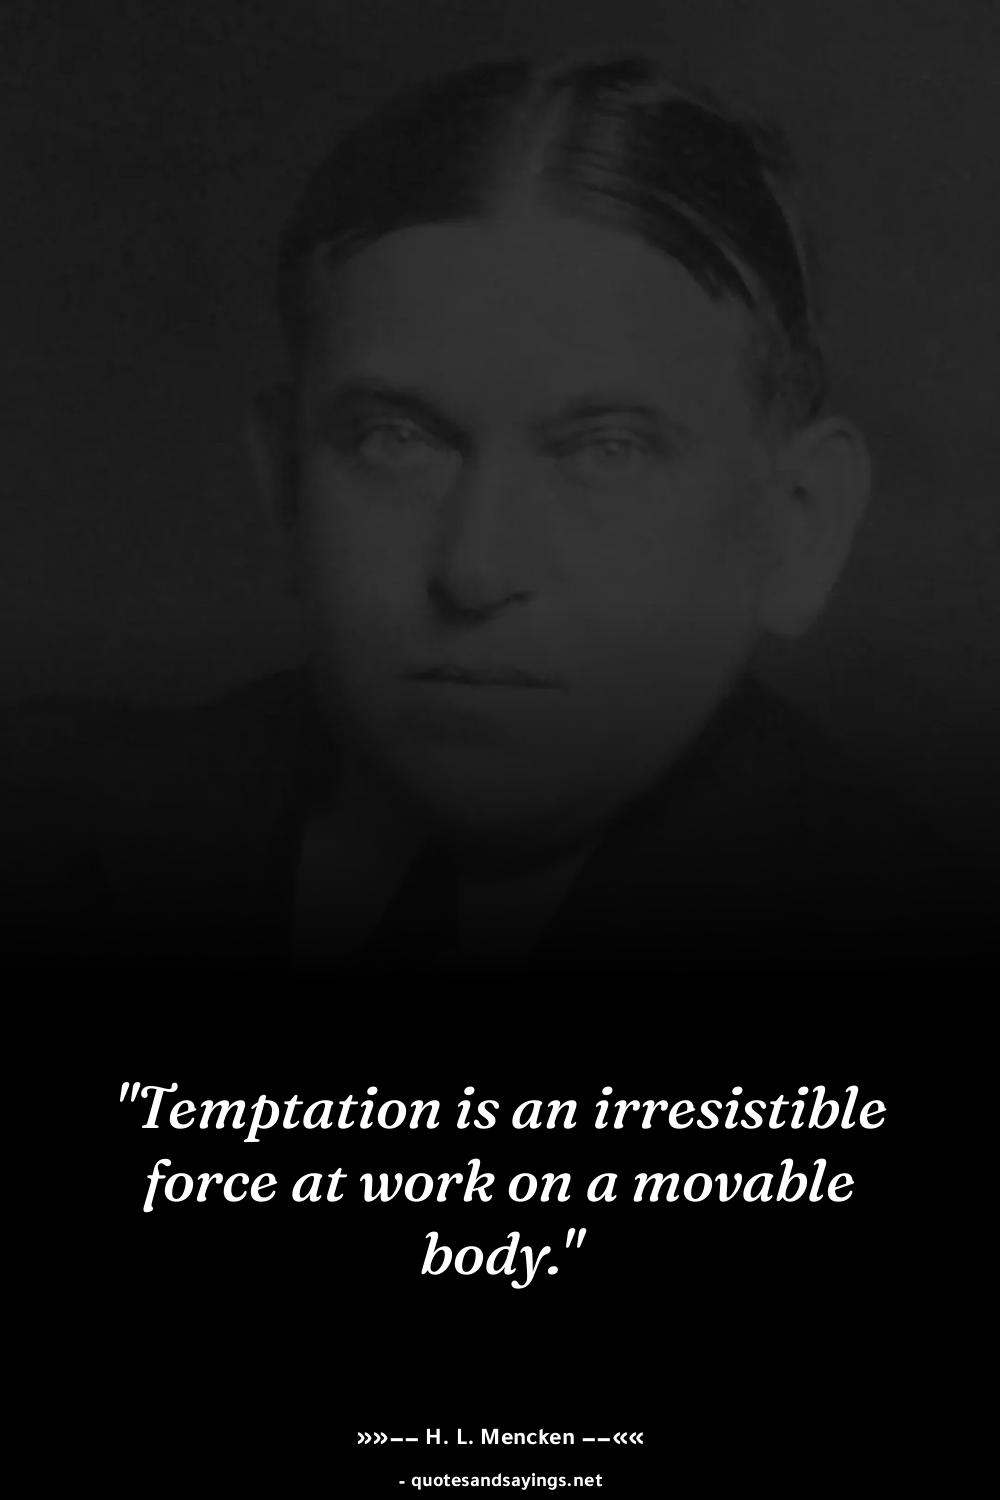 "Temptation is an irresistible
force at work on a movable
body."
»»−− H. L. Mencken −−««
- quotesandsayings.net